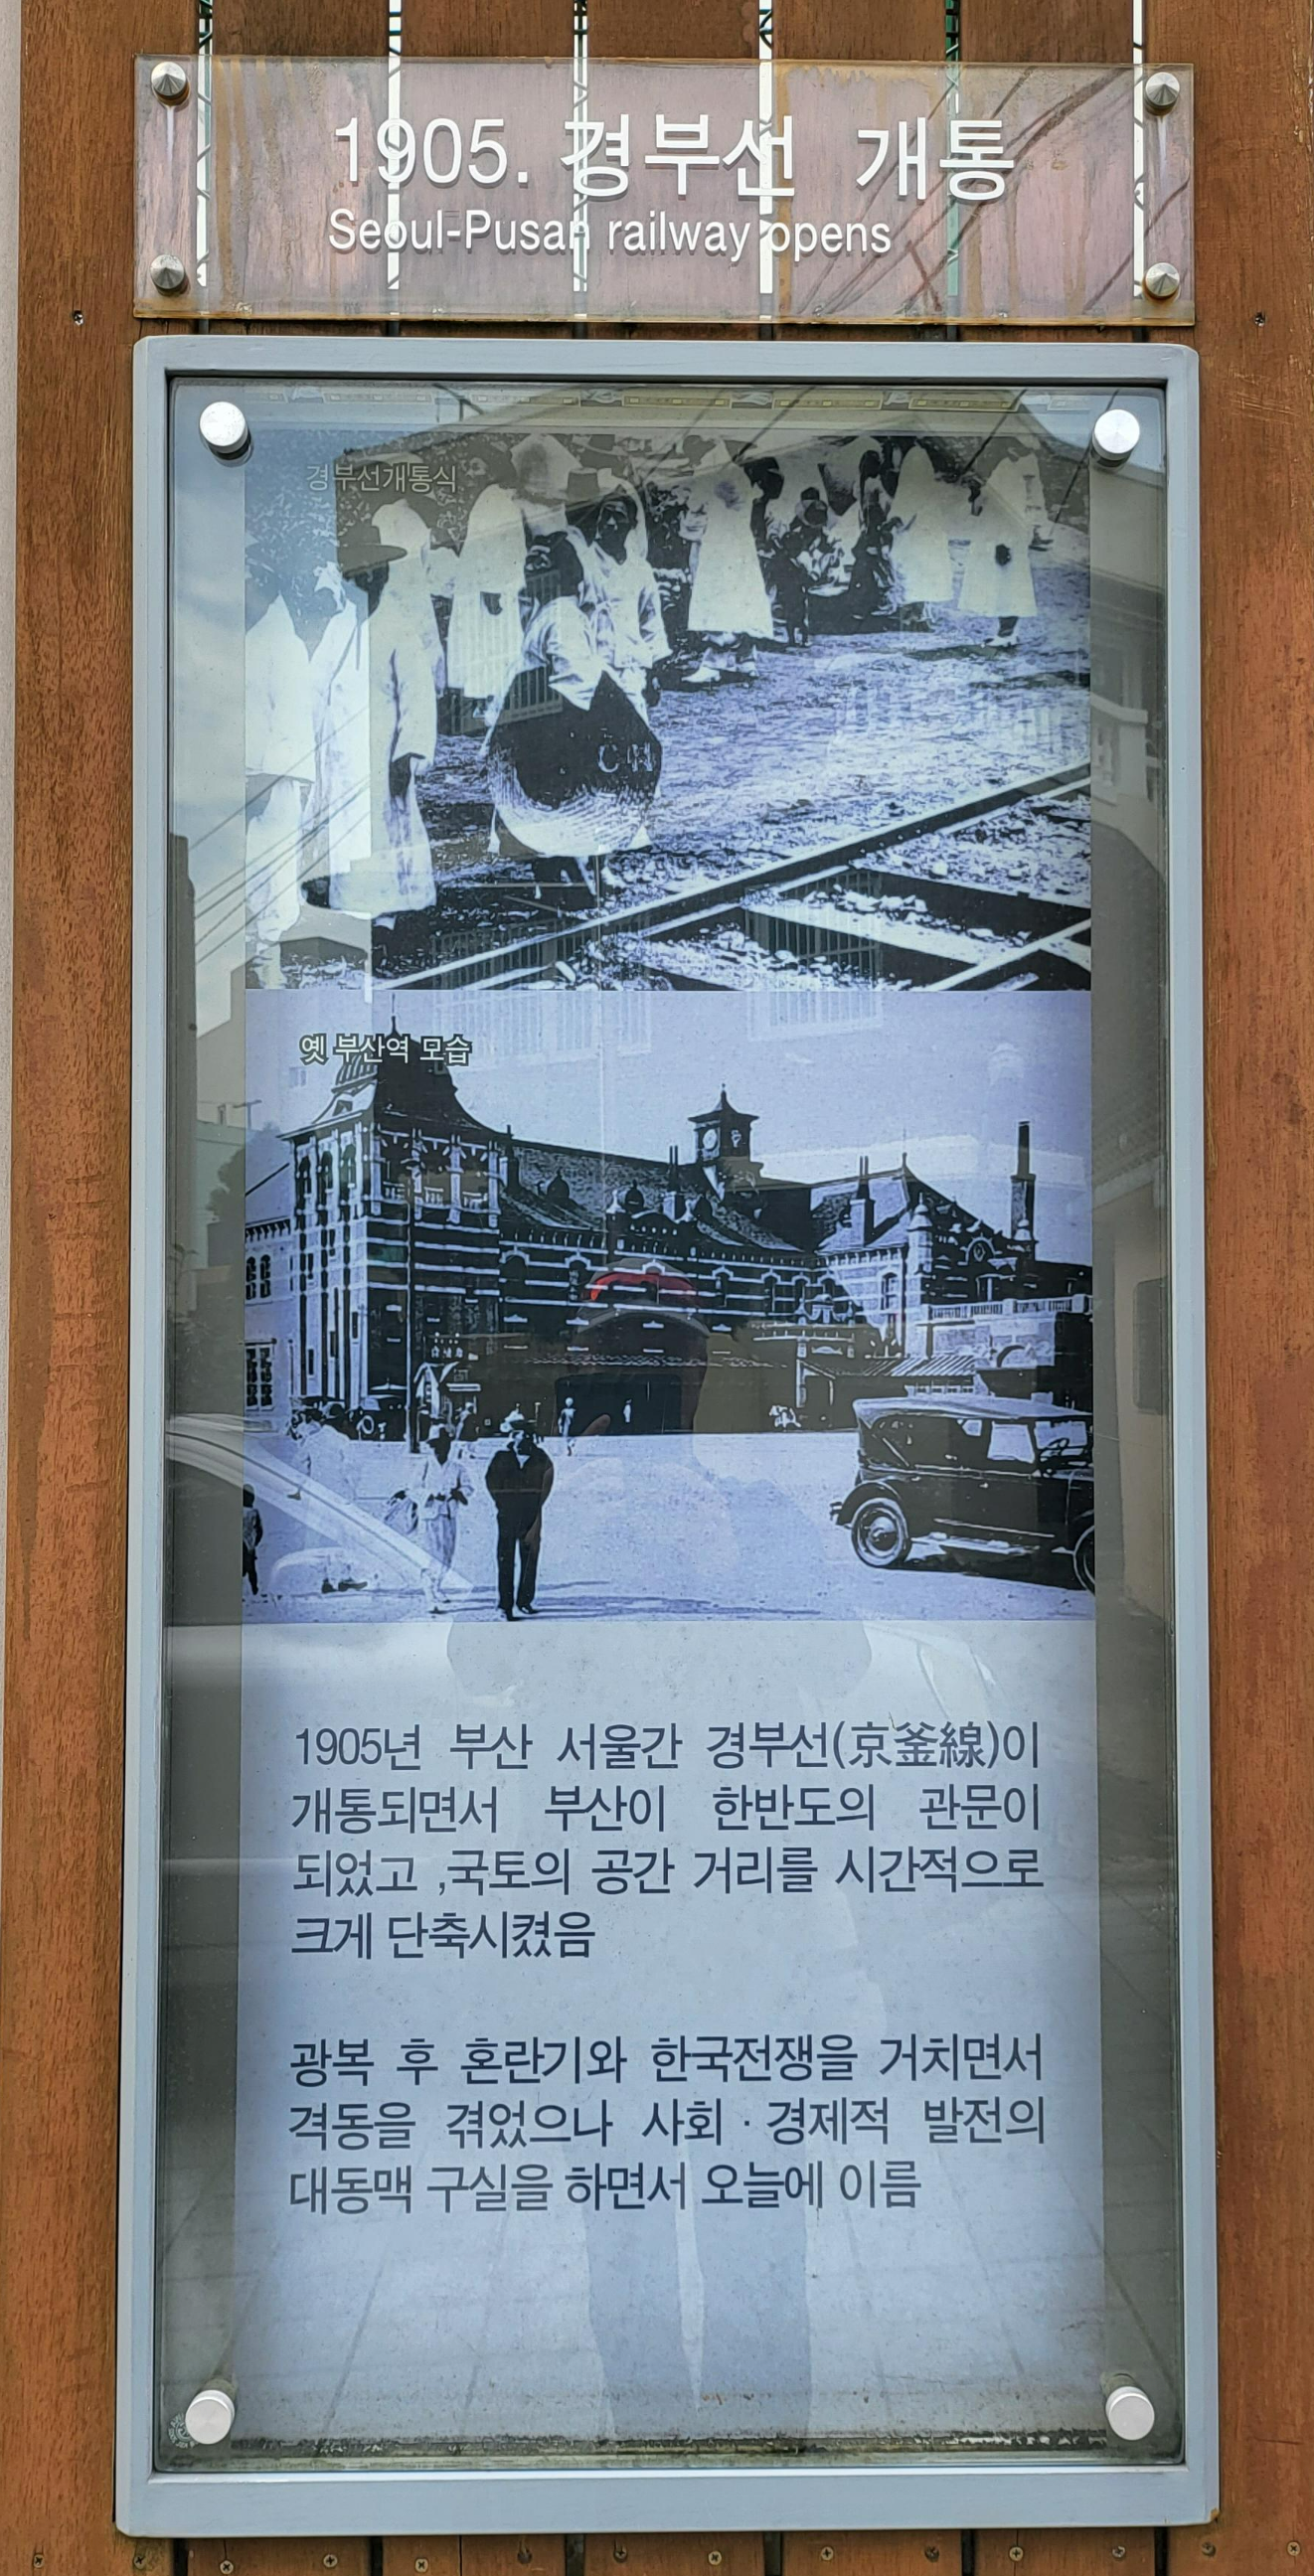 1905. 경부선 개통
Seoul-Pusan railway opens
경부선개통식
CH
옛 부산역 모습
1905년 부산 서울간 경부선(京釜線)이
개통되면서 부산이 한반도의 관문이
되었고 ,국토의 공간 거리를 시간적으로
크게 단축시켰음
광복 후 혼란기와 한국전쟁을 거치면서
격동을 겪었으나 사회 · 경제적 발전의
대동맥 구실을 하면서 오늘에 이름